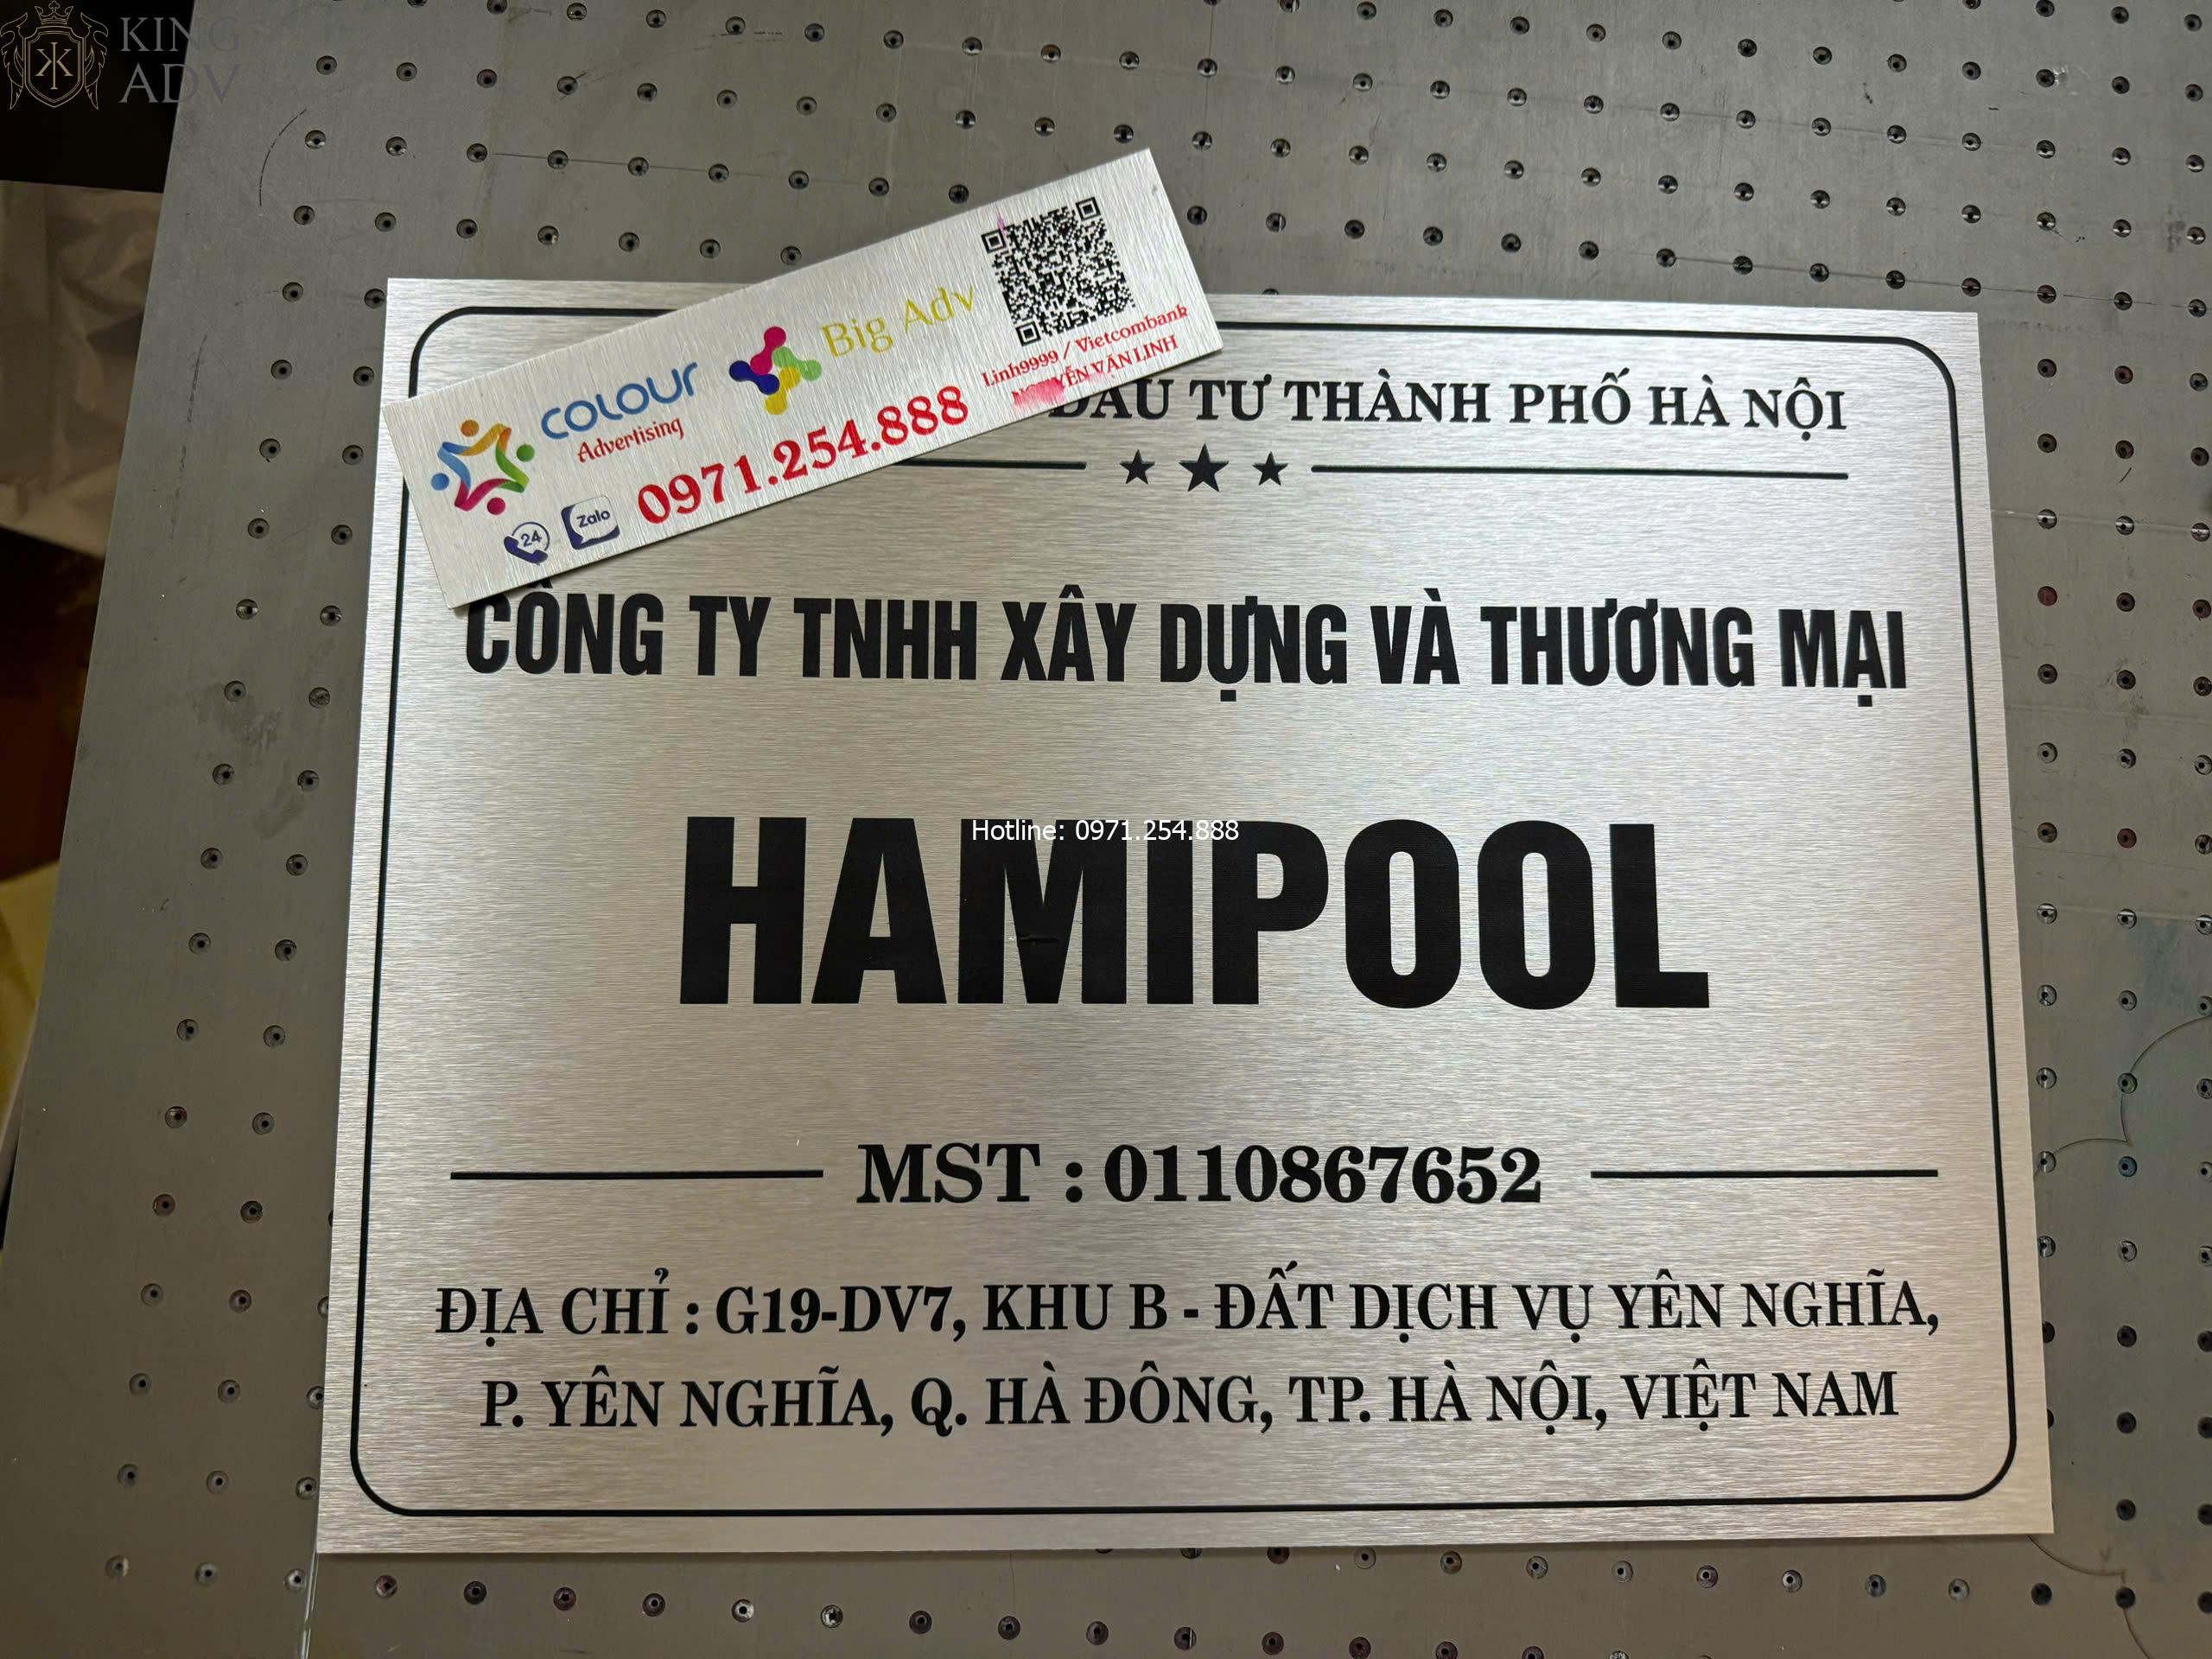 KING
ADV
COLOUR
Advertising
Big Adv
24
Zalo
0971.254.888
Linh9999 / Vietcombank
VĂN LINH
TƯ THÀNH PHỐ HÀ NỘI
CÔNG TY TNHH XÂY DỰNG VÀ THƯƠNG MẠI
Hotline: 0971.254.888
HAMIPOOL
MST : 0110867652
ĐỊA CHỈ : G19-DV7, KHU B - ĐẤT DỊCH VỤ YÊN NGHĨA,
P. YÊN NGHĨA, Q. HÀ ĐÔNG, TP. HÀ NỘI, VIỆT NAM